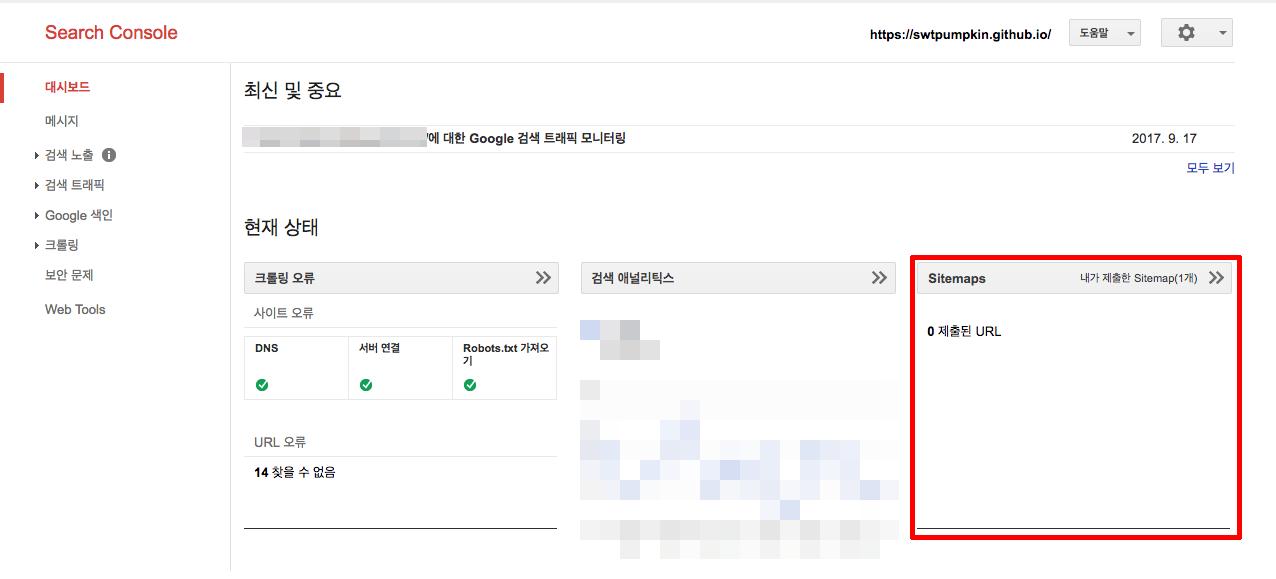 Search Console
https://swtpumpkin.github.io/
도움말
대시보드
메시지
검색 노출
검색 트래픽
Google 색인
크롤링
보안 문제
Web Tools
최신 및 중요
'에 대한 Google 검색 트래픽 모니터링
2017. 9. 17
모두 보기
현재 상태
크롤링 오류
사이트 오류
DNS
서버 연결
Robots.txt 가져오
기
URL 오류
14 찾을 수 없음
검색 애널리틱스
Sitemaps
내가 제출한 Sitemap(1개)
0 제출된 URL